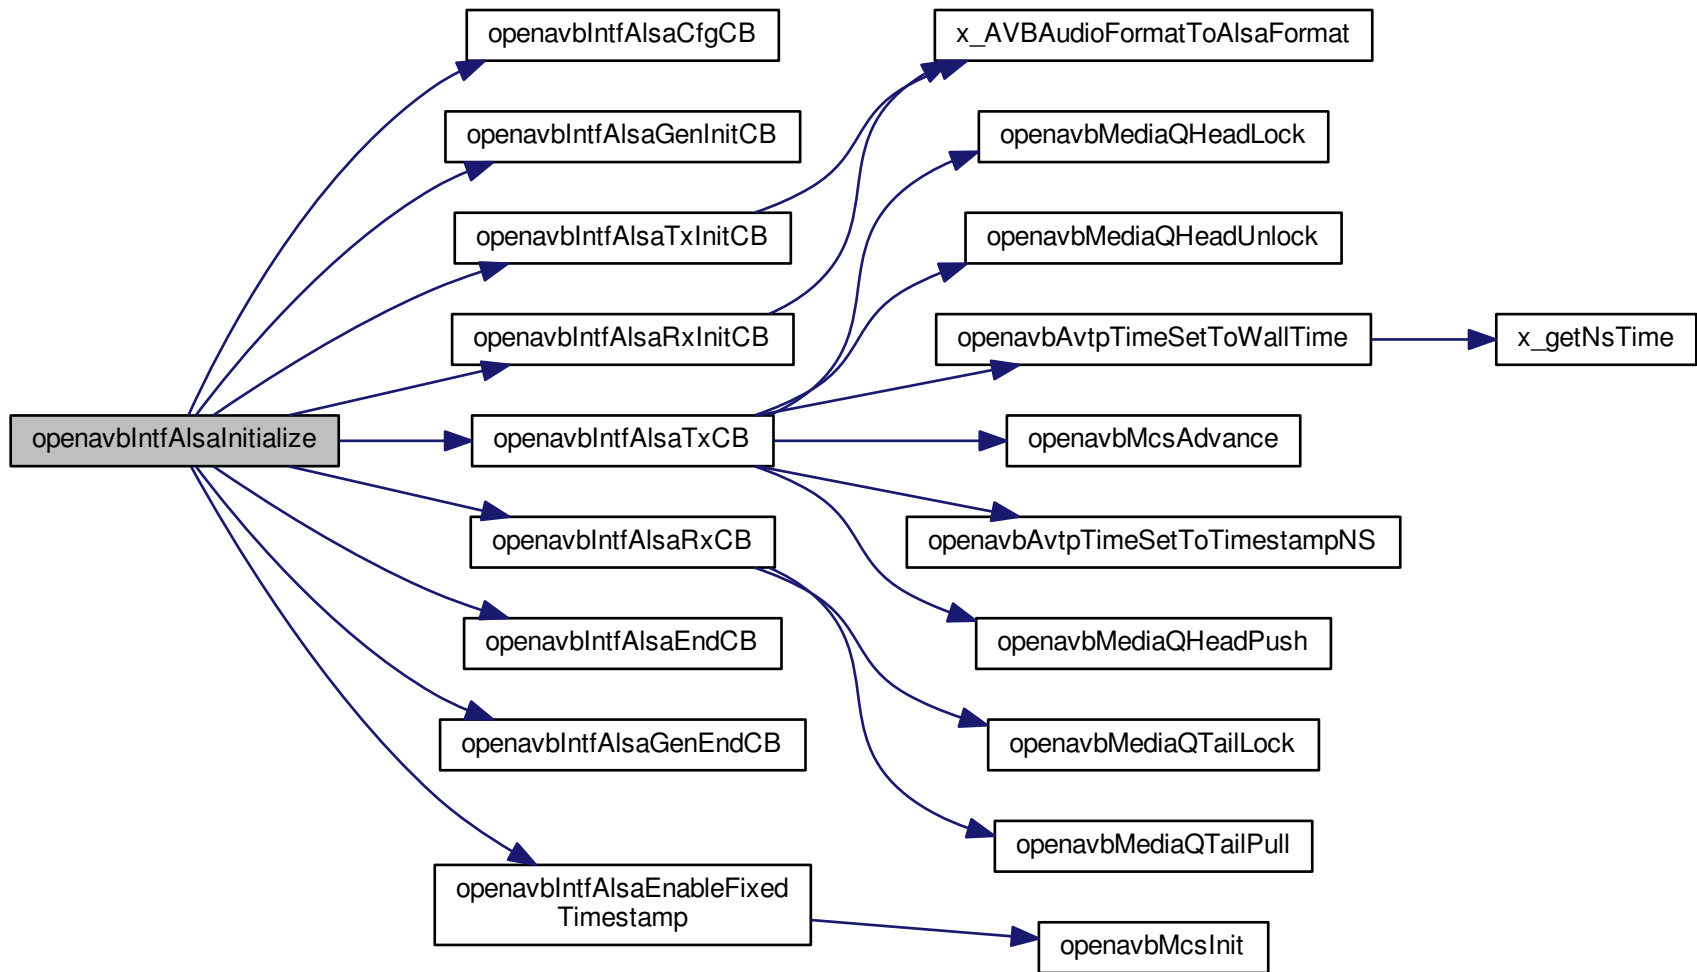 openavbIntfAlsaCfgCB
x_AVBAudioFormatToAlsaFormat
openavbIntfAlsaGenInitCB
openavbMediaQHeadLock
openavbIntfAlsaTxInitCB
openavbMediaQHeadUnlock
openavbIntfAlsaRxInitCB
openavbAvtpTimeSetToWallTime
x_getNsTime
openavbIntfAlsaInitialize
openavbIntfAlsaTxCB
openavbMcsAdvance
openavbIntfAlsaRxCB
openavbAvtpTimeSetToTimestampNS
openavbIntfAlsaEndCB
openavbMediaQHeadPush
openavbIntfAlsaGenEndCB
openavbMediaQTailLock
openavbMediaQTailPull
openavbIntfAlsaEnableFixed
Timestamp
openavbMcsInit